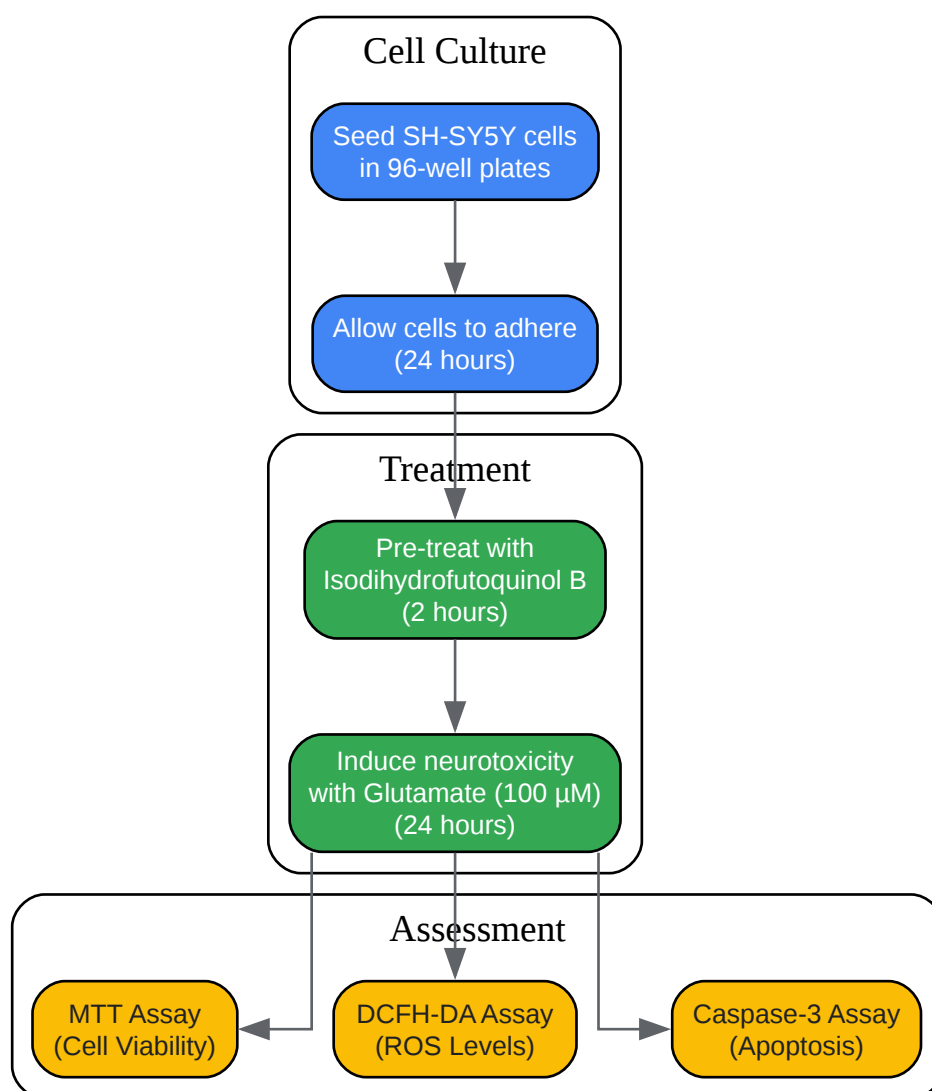 Cell Culture
Seed SH-SY5Y cells
in 96-well plates
Allow cells to adhere
(24 hours)
Treatment
Pre-treat with
Isodihydrofutoquinol B
(2 hours)
Induce neurotoxicity
with Glutamate (100 µM)
(24 hours)
Assessment
MTT Assay
(Cell Viability)
DCFH-DA Assay
(ROS Levels)
Caspase-3 Assay
(Apoptosis)